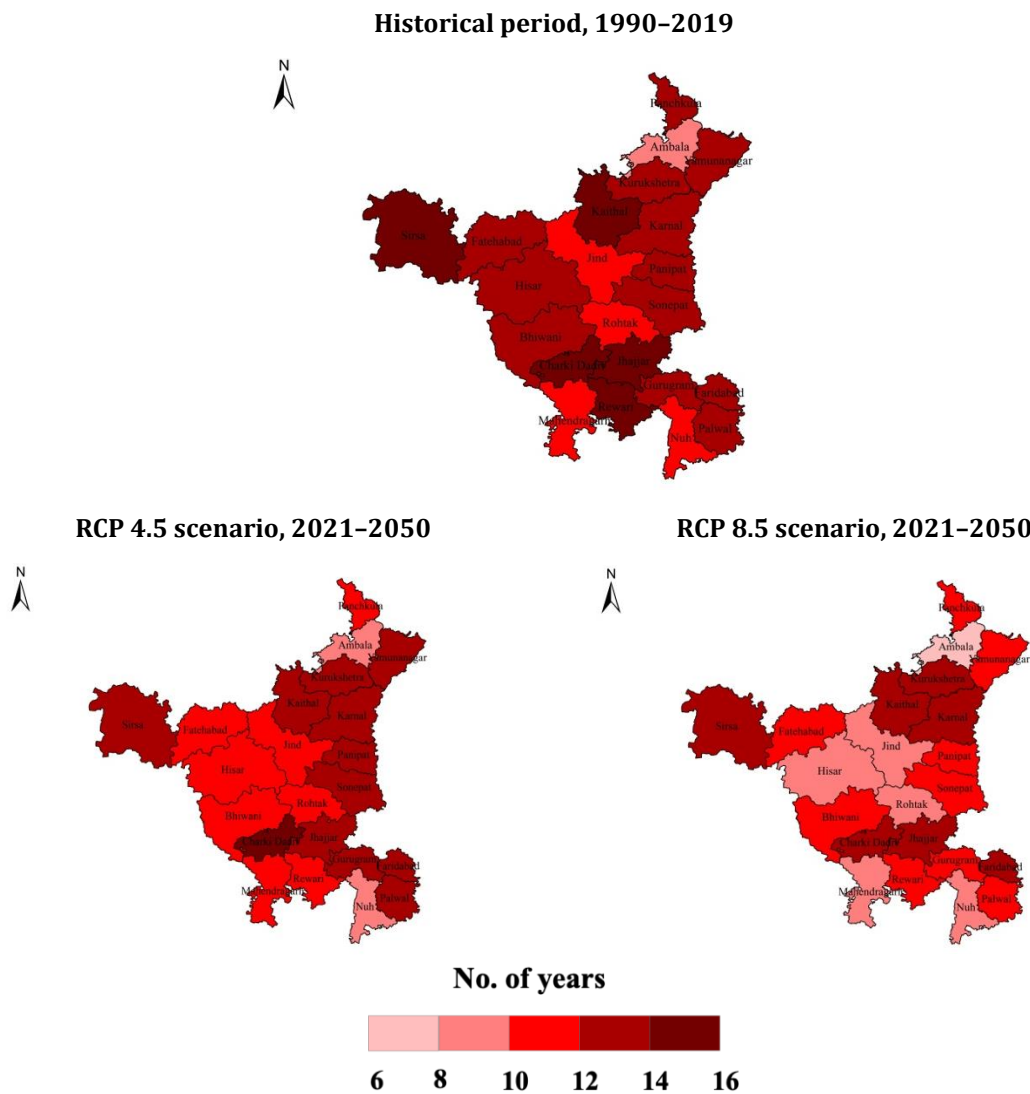 Historical period, 1990–2019
N
Panchkula
Ambala
Yamunanagar
Kurukshetra
Kaithal
Karnal
Sirsa
Fatehabad
Jind
Panipat
Hisar
Sonepat
Rohtak
Bhiwani
Charki Dadri
Jhajjar
Gurugram
Faridabad
Rewari
Mahendragarh
Palwal
Nuh
RCP 4.5 scenario, 2021–2050
N
Panchkula
Ambala
Yamunanagar
Kurukshetra
Kaithal
Karnal
Sirsa
Fatehabad
Jind
Panipat
Hisar
Sonepat
Rohtak
Bhiwani
Charki Dadri
Jhajjar
Gurugram
Faridabad
Rewari
Mahendragarh
Palwal
Nuh
RCP 8.5 scenario, 2021–2050
N
Panchkula
Ambala
Yamunanagar
Kurukshetra
Kaithal
Karnal
Sirsa
Fatehabad
Jind
Panipat
Hisar
Sonepat
Rohtak
Bhiwani
Charki Dadri
Jhajjar
Gurugram
Faridabad
Rewari
Mahendragarh
Palwal
Nuh
No. of years
6 8 10 12 14 16